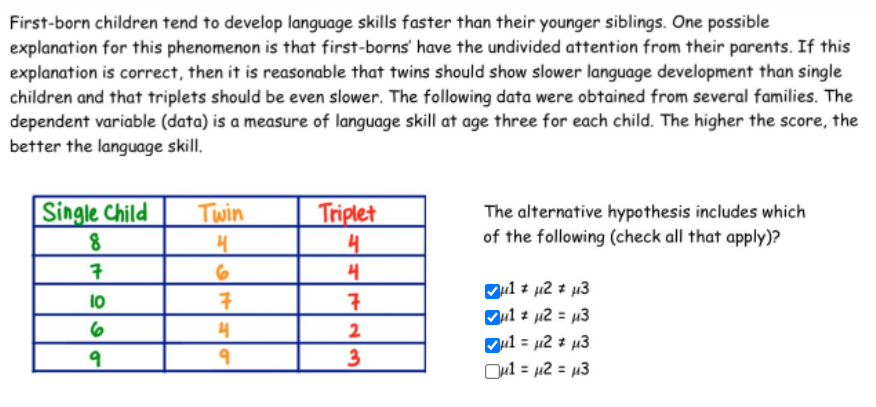 First-born children tend to develop language skills faster than their younger siblings. One possible
explanation for this phenomenon is that first-borns' have the undivided attention from their parents. If this
explanation is correct, then it is reasonable that twins should show slower language development than single
children and that triplets should be even slower. The following data were obtained from several families. The
dependent variable (data) is a measure of language skill at age three for each child. The higher the score, the
better the language skill.
Single Child Twin Triplet
8 4 4
7 6 4
10 7 7
6 4 2
9 9 3
The alternative hypothesis includes which
of the following (check all that apply)?
μ1 ≠ μ2 ≠ μ3
μ1 ≠ μ2 = μ3
μ1 = μ2 ≠ μ3
μ1 = μ2 = μ3